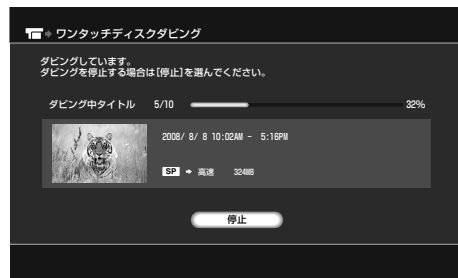 ワンタッチディスクダビング
ダビングしています。
ダビングを停止する場合は[停止]を選んでください。
ダビング中タイトル 5/10 32%
2008/ 8/ 8 10:02AM - 5:16PM
SP ➡ 高速 324MB
停止